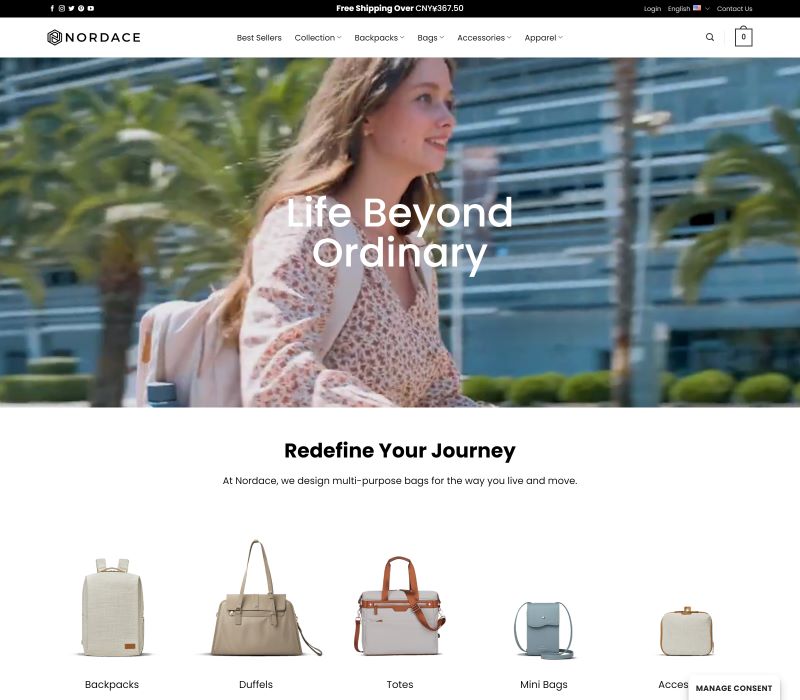 Free Shipping Over CNY¥367.50
Login
English
Contact Us
NORDACE
Best Sellers
Collection
Backpacks
Bags
Accessories
Apparel
0
Life Beyond
Ordinary
Redefine Your Journey
At Nordace, we design multi-purpose bags for the way you live and move.
Backpacks
Duffels
Totes
Mini Bags
Acces
MANAGE CONSENT